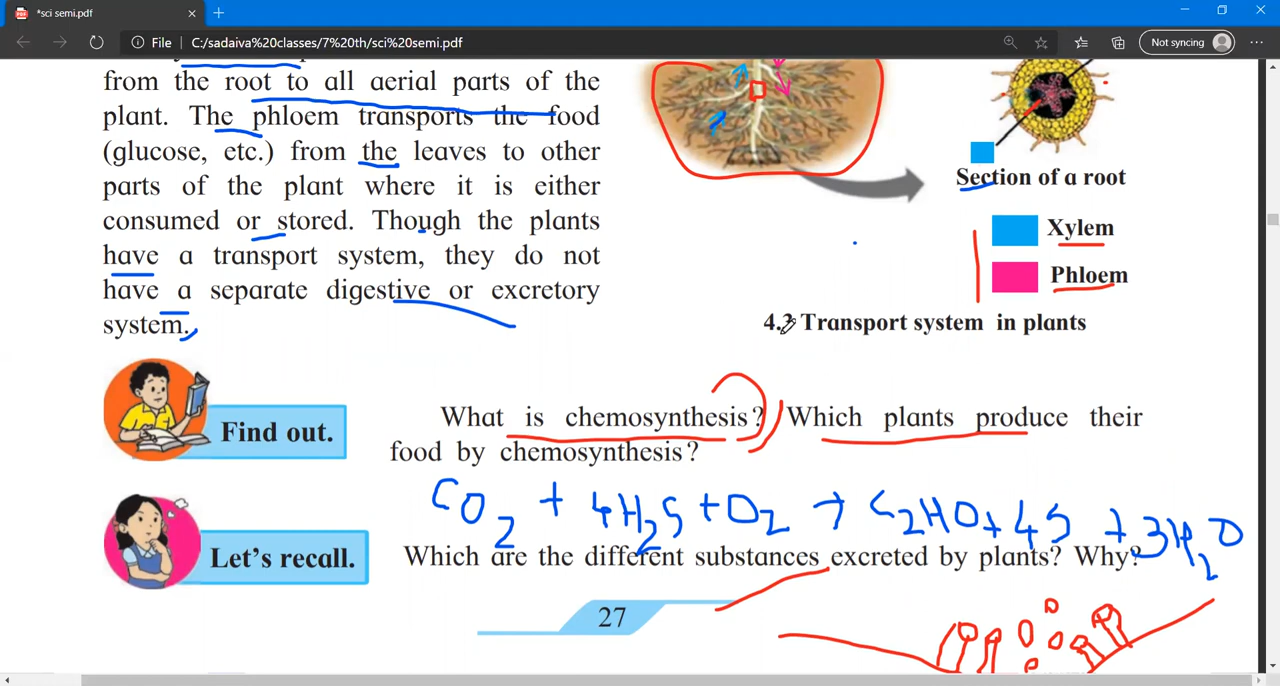 *sci semi.pdf
File C:/sadaiva%20classes/7%20th/sci%20semi.pdf
Not syncing
from the root to all aerial parts of the
plant. The phloem transports the food
(glucose, etc.) from the leaves to other
parts of the plant where it is either
consumed or stored. Though the plants
have a transport system, they do not
have a separate digestive or excretory
system.
Section of a root
Xylem
Phloem
Transport system in plants
Find out.
What is chemosynthesis? Which plants produce their
food by chemosynthesis?
CO2 + 4H2S + O2 → C2HO + 4S + 3H2O
Let's recall.
Which are the different substances excreted by plants? Why?
27